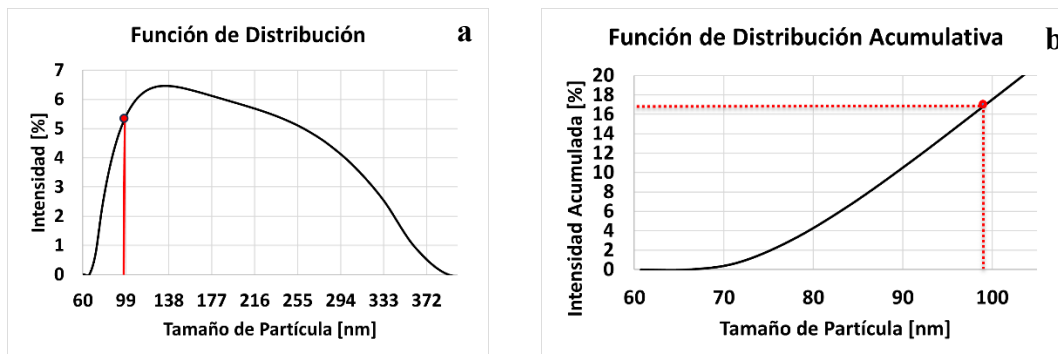 Función de Distribución
a
7
6
5
4
3
2
1
0
Intensidad [%]
60 99 138 177 216 255 294 333 372
Tamaño de Partícula [nm]
Función de Distribución Acumulativa
b
20
18
16
14
12
10
8
6
4
2
0
Intensidad Acumulada [%]
60 70 80 90 100
Tamaño de Partícula [nm]